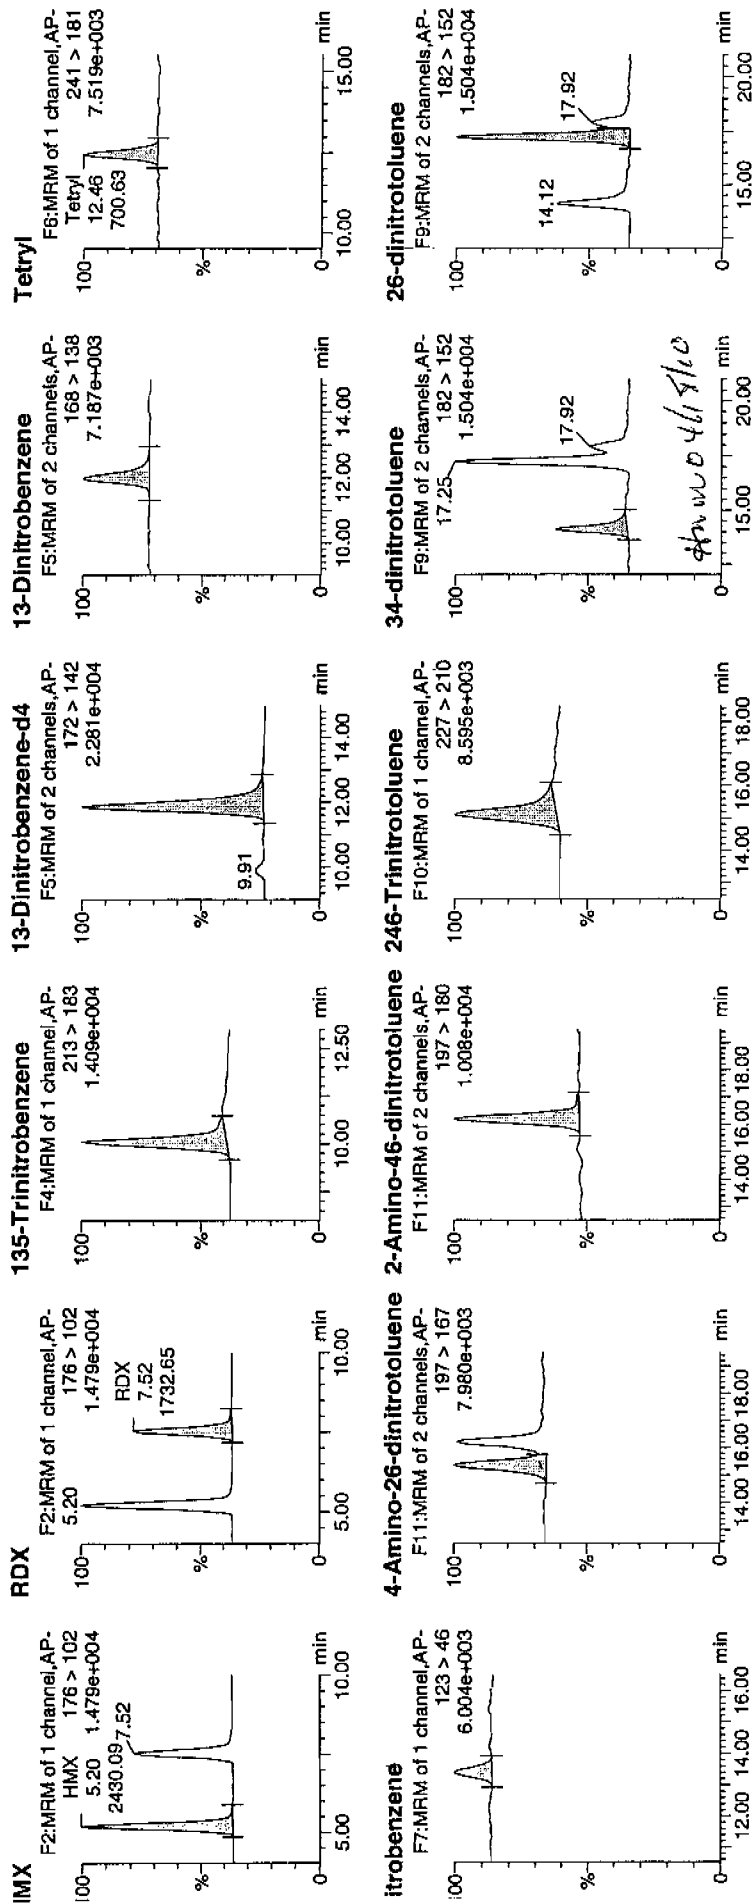 HMX
F2:MRM of 1 channel,AP-
176 > 102
1.479e+004
HMX
5.20
2430.09
7.52
100
%
0
5.00
10.00
min
RDX
F2:MRM of 1 channel,AP-
176 > 102
1.479e+004
5.20
RDX
7.52
1732.65
100
%
0
5.00
10.00
min
135-Trinitrobenzene
F4:MRM of 1 channel,AP-
213 > 183
1.409e+004
100
%
0
10.00
12.50
min
13-Dinitrobenzene-d4
F5:MRM of 2 channels,AP-
172 > 142
2.281e+004
9.91
100
%
0
10.00
12.00
14.00
min
13-Dinitrobenzene
F5:MRM of 2 channels,AP-
168 > 138
7.187e+003
100
%
0
10.00
12.00
14.00
min
Tetryl
F6:MRM of 1 channel,AP-
241 > 181
7.519e+003
Tetryl
12.46
700.63
100
%
0
10.00
15.00
min
itrobenzene
F7:MRM of 1 channel,AP-
123 > 46
6.004e+003
100
%
0
12.00
14.00
16.00
min
4-Amino-26-dinitrotoluene
F11:MRM of 2 channels,AP-
197 > 167
7.980e+003
100
%
0
14.00
16.00
18.00
min
2-Amino-46-dinitrotoluene
F11:MRM of 2 channels,AP-
197 > 180
1.008e+004
100
%
0
14.00
16.00
18.00
min
246-Trinitrotoluene
F10:MRM of 1 channel,AP-
227 > 210
8.595e+003
100
%
0
14.00
16.00
18.00
min
34-dinitrotoluene
F9:MRM of 2 channels,AP-
182 > 152
1.504e+004
17.25
17.92
100
%
0
15.00
20.00
min
26-dinitrotoluene
F9:MRM of 2 channels,AP-
182 > 152
1.504e+004
14.12
17.92
100
%
0
15.00
20.00
min